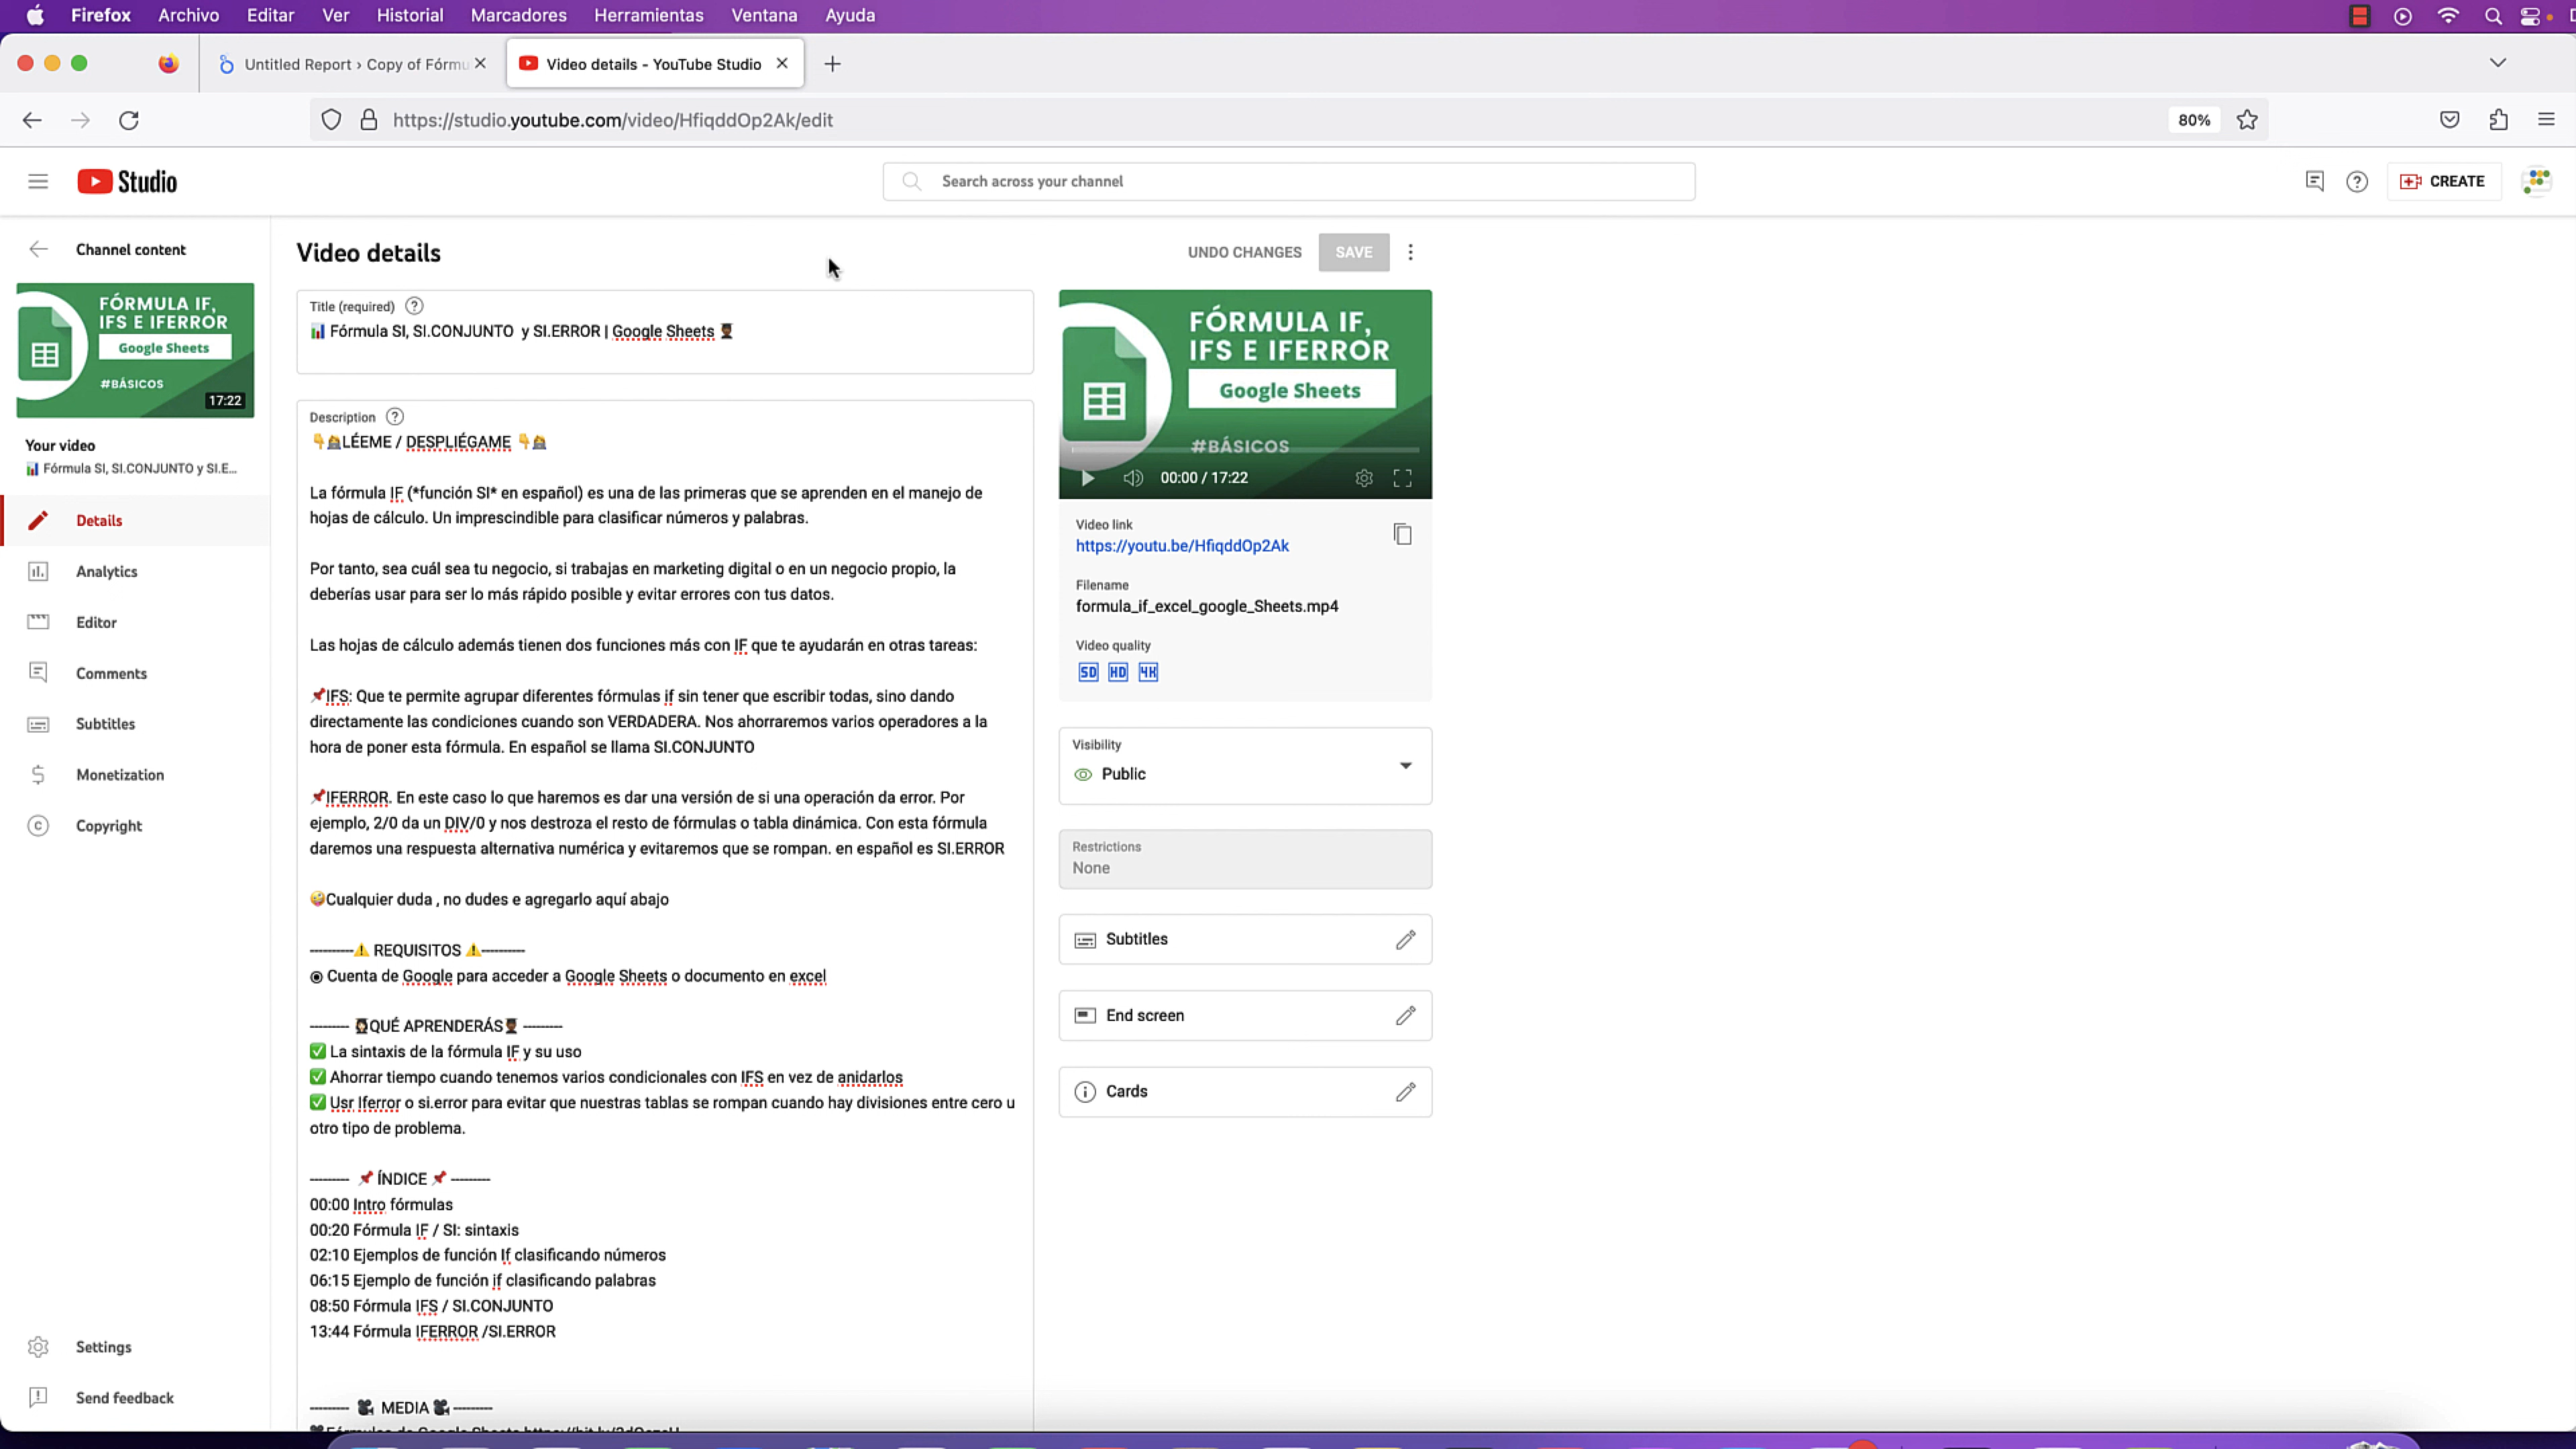 Firefox Archivo Editar Ver Historial Marcadores Herramientas Ventana Ayuda
Untitled Report › Copy of Fórmu
Video details - YouTube Studio
https://studio.youtube.com/video/HfiqddOp2Ak/edit
80%
Studio
Search across your channel
CREATE
Channel content
FÓRMULA IF,
IFS E IFERROR
Google Sheets
#BÁSICOS
17:22
Your video
Fórmula SI, SI.CONJUNTO y SI.E...
Details
Analytics
Editor
Comments
Subtitles
Monetization
Copyright
Settings
Send feedback
Video details
UNDO CHANGES
SAVE
Title (required)
📊 Fórmula SI, SI.CONJUNTO y SI.ERROR | Google Sheets 👨🏿‍🎓
Description
LÉEME / DESPLIÉGAME
La fórmula IF (*función SI* en español) es una de las primeras que se aprenden en el manejo de
hojas de cálculo. Un imprescindible para clasificar números y palabras.
Por tanto, sea cuál sea tu negocio, si trabajas en marketing digital o en un negocio propio, la
deberías usar para ser lo más rápido posible y evitar errores con tus datos.
Las hojas de cálculo además tienen dos funciones más con IF que te ayudarán en otras tareas:
📌IFS: Que te permite agrupar diferentes fórmulas if sin tener que escribir todas, sino dando
directamente las condiciones cuando son VERDADERA. Nos ahorraremos varios operadores a la
hora de poner esta fórmula. En español se llama SI.CONJUNTO
📌IFERROR. En este caso lo que haremos es dar una versión de si una operación da error. Por
ejemplo, 2/0 da un DIV/0 y nos destroza el resto de fórmulas o tabla dinámica. Con esta fórmula
daremos una respuesta alternativa numérica y evitaremos que se rompan. en español es SI.ERROR
🤪Cualquier duda , no dudes e agregarlo aquí abajo
----------⚠ REQUISITOS ⚠----------
◉ Cuenta de Google para acceder a Google Sheets o documento en excel
--------- QUÉ APRENDERÁS ---------
✅ La sintaxis de la fórmula IF y su uso
✅ Ahorrar tiempo cuando tenemos varios condicionales con IFS en vez de anidarlos
✅ Usr Iferror o si.error para evitar que nuestras tablas se rompan cuando hay divisiones entre cero u
otro tipo de problema.
--------- 📌 ÍNDICE 📌 ---------
00:00 Intro fórmulas
00:20 Fórmula IF / SI: sintaxis
02:10 Ejemplos de función If clasificando números
06:15 Ejemplo de función if clasificando palabras
08:50 Fórmula IFS / SI.CONJUNTO
13:44 Fórmula IFERROR /SI.ERROR
--------- 🎥 MEDIA 🎥 ---------
FÓRMULA IF,
IFS E IFERROR
Google Sheets
#BÁSICOS
00:00 / 17:22
Video link
https://youtu.be/HfiqddOp2Ak
Filename
formula_if_excel_google_Sheets.mp4
Video quality
SD HD 4K
Visibility
Public
Restrictions
None
Subtitles
End screen
Cards